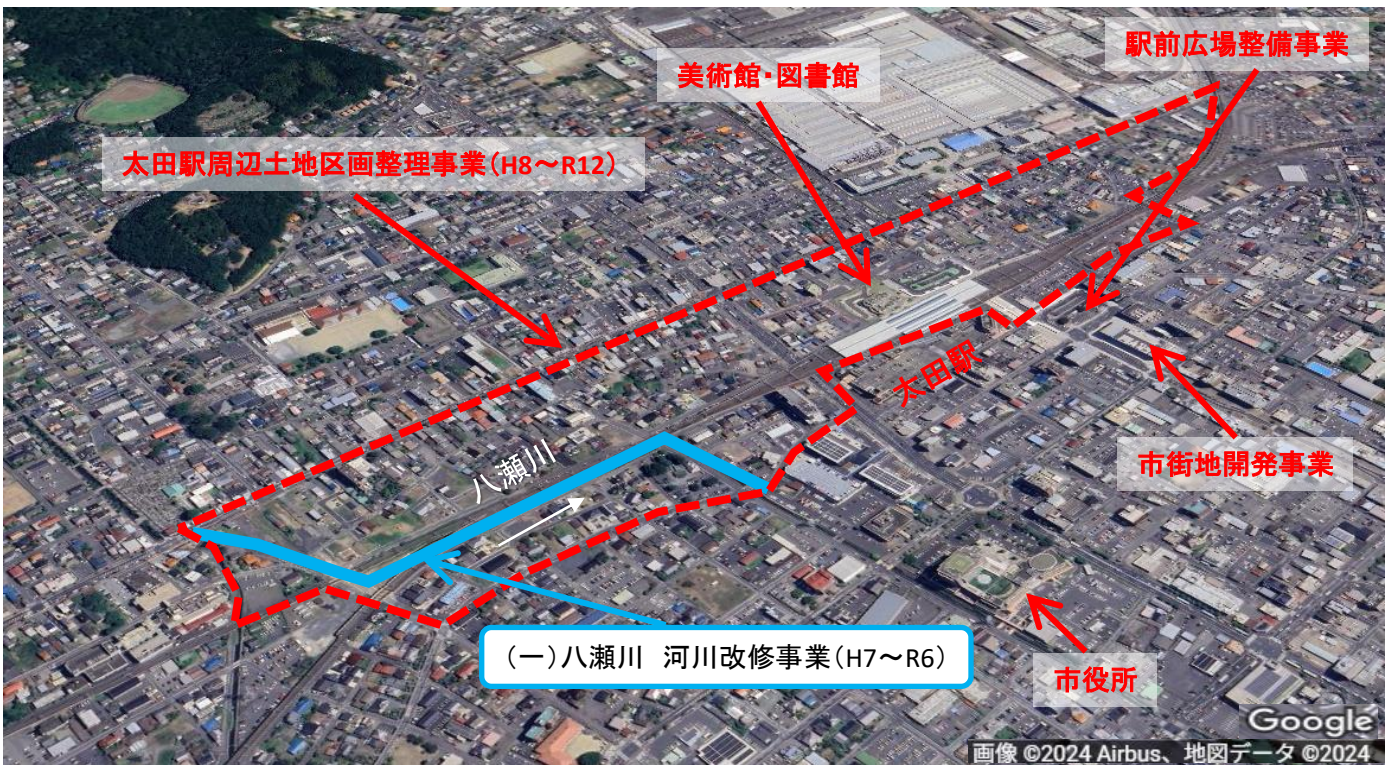 駅前広場整備事業
美術館・図書館
太田駅周辺土地区画整理事業（H8～R12）
太田駅
八瀬川
市街地開発事業
（一）八瀬川　河川改修事業（H7～R6）
市役所
Google
画像 ©2024 Airbus、地図データ ©2024